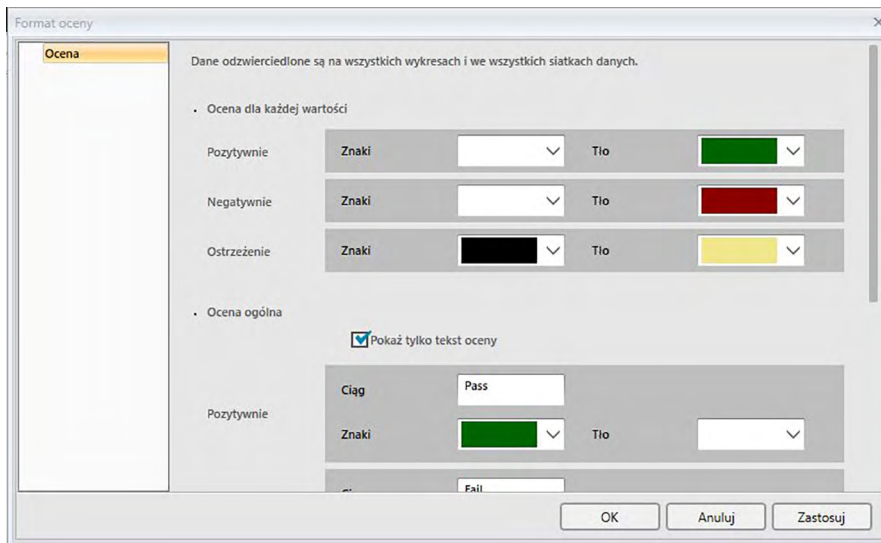 Format oceny
Ocena
Dane odzwierciedlone są na wszystkich wykresach i we wszystkich siatkach danych.
• Ocena dla każdej wartości
Pozytywnie Znaki Tło
Negatywnie Znaki Tło
Ostrzeżenie Znaki Tło
• Ocena ogólna
Pokaż tylko tekst oceny
Ciąg Pass
Pozytywnie
Znaki Tło
Ciąg Fail
OK Anuluj Zastosuj